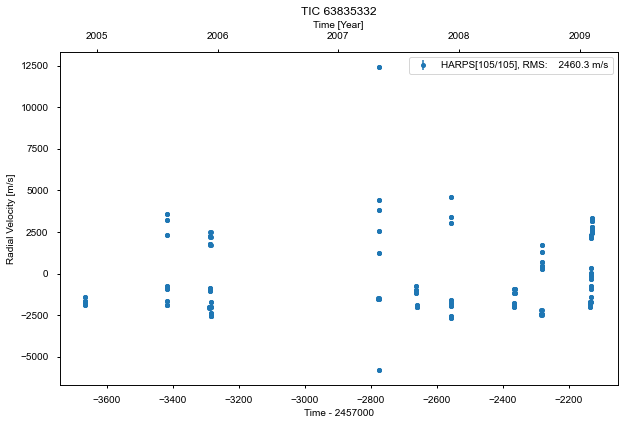 TIC 63835332
Time [Year]
2005 2006 2007 2008 2009
HARPS[105/105], RMS: 2460.3 m/s
12500
10000
7500
5000
2500
0
−2500
−5000
Radial Velocity [m/s]
−3600 −3400 −3200 −3000 −2800 −2600 −2400 −2200
Time - 2457000